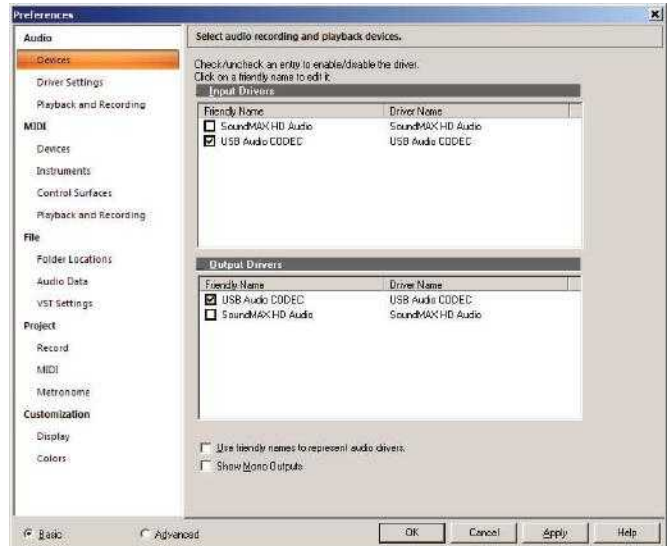 Preferences
Audio
Devices
Driver Settings
Playback and Recording
MIDI
Devices
Instruments
Control Surfaces
Playback and Recording
File
Folder Locations
Audio Data
VST Settings
Project
Record
MIDI
Metronome
Customization
Display
Colors
Basic
Advanced
Select audio recording and playback devices.
Check/uncheck an entry to enable/disable the driver.
Click on a friendly name to edit it
Input Drivers
Friendly Name Driver Name
SoundMAX HD Audio SoundMAX HD Audio
USB Audio CODEC USB Audio CODEC
Output Drivers
Friendly Name Driver Name
USB Audio CODEC USB Audio CODEC
SoundMAX HD Audio SoundMAX HD Audio
Use friendly names to represent audio drivers.
Show Mono Outputs
OK Cancel Apply Help